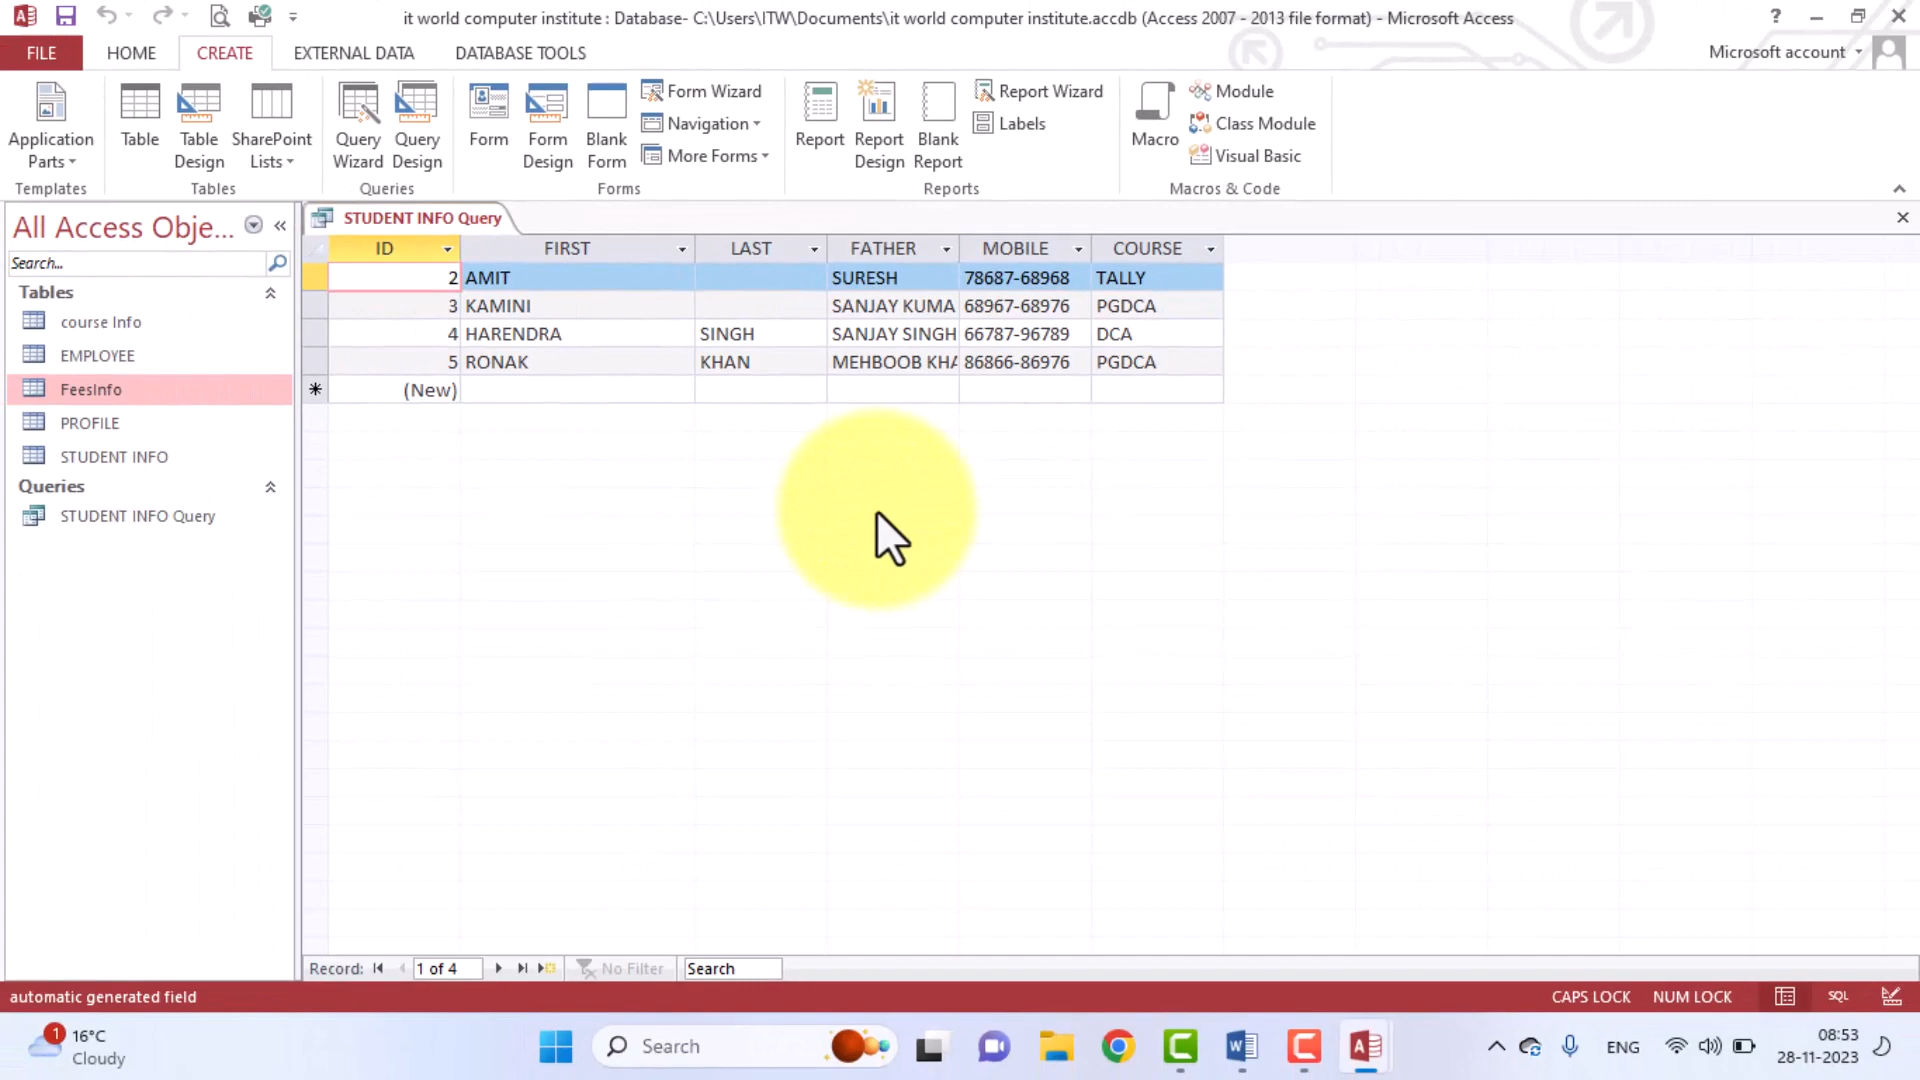 it world computer institute : Database- C:\Users\ITW\Documents\it world computer institute.accdb (Access 2007 - 2013 file format) - Microsoft Access
?
FILE HOME CREATE EXTERNAL DATA DATABASE TOOLS Microsoft account
Application Parts
Table
Table Design
SharePoint Lists
Query Wizard
Query Design
Form
Form Design
Blank Form
Form Wizard
Navigation
More Forms
Report
Report Design
Blank Report
Report Wizard
Labels
Macro
Module
Class Module
Visual Basic
Templates Tables Queries Forms Reports Macros & Code
All Access Obje...
Search...
Tables
course Info
EMPLOYEE
FeesInfo
PROFILE
STUDENT INFO
Queries
STUDENT INFO Query
STUDENT INFO Query
ID FIRST LAST FATHER MOBILE COURSE
2 AMIT SURESH 78687-68968 TALLY
3 KAMINI SANJAY KUMA 68967-68976 PGDCA
4 HARENDRA SINGH SANJAY SINGH 66787-96789 DCA
5 RONAK KHAN MEHBOOB KHA 86866-86976 PGDCA
(New)
Record: 1 of 4 No Filter Search
automatic generated field CAPS LOCK NUM LOCK SQL
1
16°C
Cloudy
Search
ENG
08:53
28-11-2023